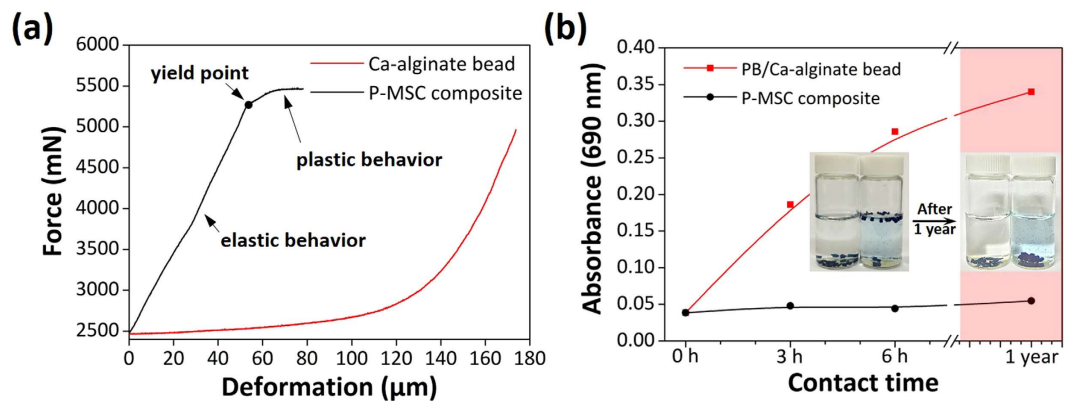 (a)
6000
5500
5000
4500
4000
3500
3000
2500
Force (mN)
yield point
Ca-alginate bead
P-MSC composite
plastic behavior
elastic behavior
0 20 40 60 80 100 120 140 160 180
Deformation (μm)
(b)
0.40
0.35
0.30
0.25
0.20
0.15
0.10
0.05
0.00
Absorbance (690 nm)
PB/Ca-alginate bead
P-MSC composite
After
1 year
0 h 3 h 6 h 1 year
Contact time